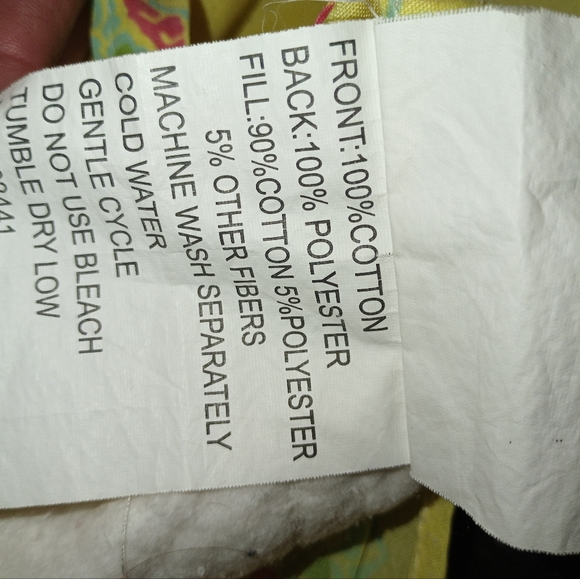 FRONT:100%COTTON
BACK:100% POLYESTER
FILL:90%COTTON 5%POLYESTER
5% OTHER FIBERS
MACHINE WASH SEPARATELY
COLD WATER
GENTLE CYCLE
DO NOT USE BLEACH
TUMBLE DRY LOW